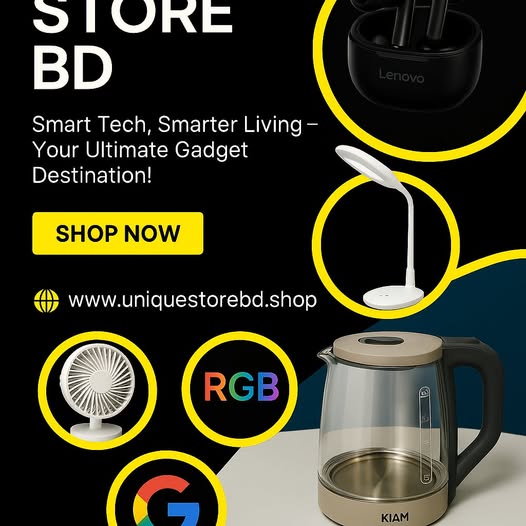 STORE
BD
Smart Tech, Smarter Living –
Your Ultimate Gadget
Destination!
SHOP NOW
www.uniquestorebd.shop
Lenovo
RGB
KIAM